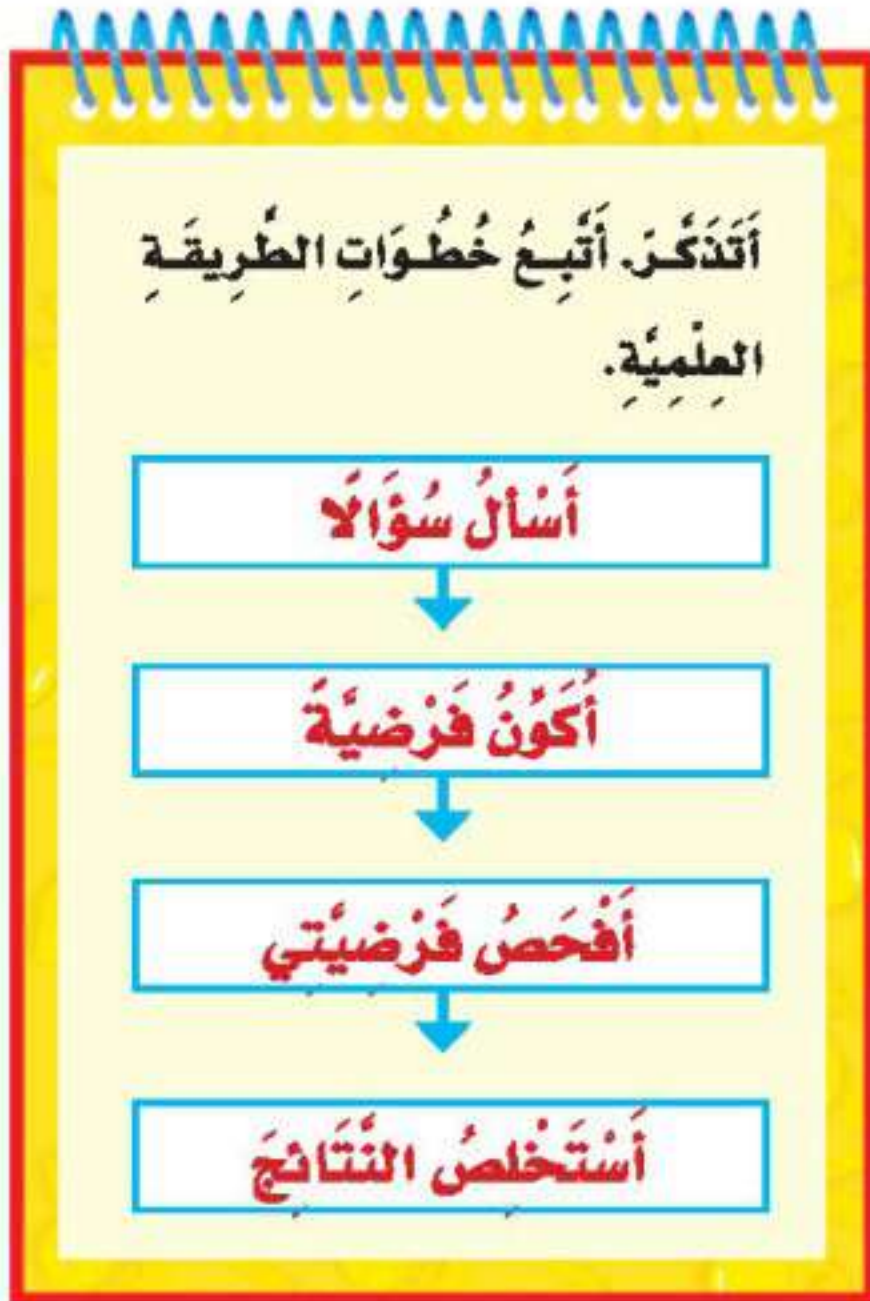 أَتَذَكَّرُ. أَتَّبِعُ خُطُوَاتِ الطَّرِيقَةِ
العِلْمِيَّةِ.
أَسْأَلُ سُؤَالًا
أُكَوِّنُ فَرْضِيَّةً
أَفْحَصُ فَرْضِيَّتِي
أَسْتَخْلِصُ النَّتَائِجَ